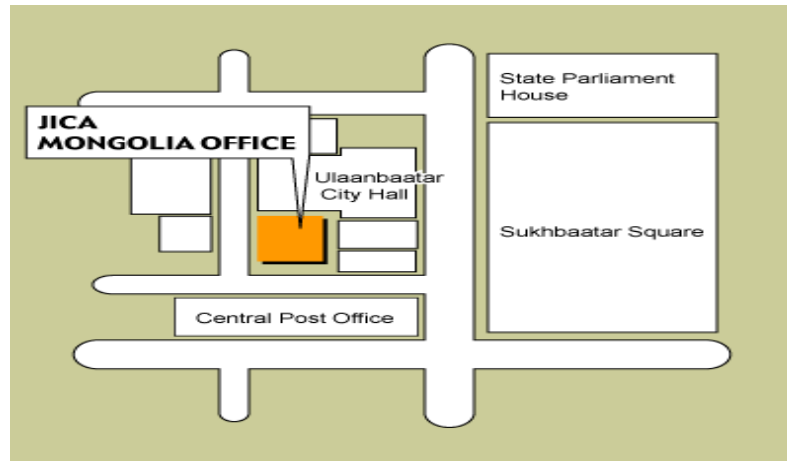 State Parliament
House
JICA
MONGOLIA OFFICE
Ulaanbaatar
City Hall
Sukhbaatar Square
Central Post Office